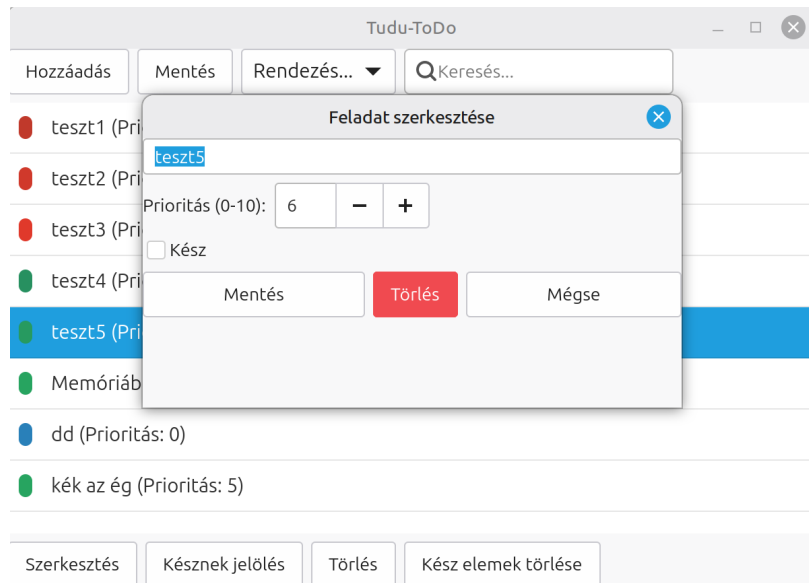 Tudu-ToDo
Hozzáadás Mentés Rendezés... Keresés...
Feladat szerkesztése
teszt1 (Pri
teszt5
teszt2 (Pri
Prioritás (0-10): 6 − +
teszt3 (Pri
Kész
teszt4 (Pri
Mentés Törlés Mégse
teszt5 (Pri
Memóriáb
dd (Prioritás: 0)
kék az ég (Prioritás: 5)
Szerkesztés Késznek jelölés Törlés Kész elemek törlése